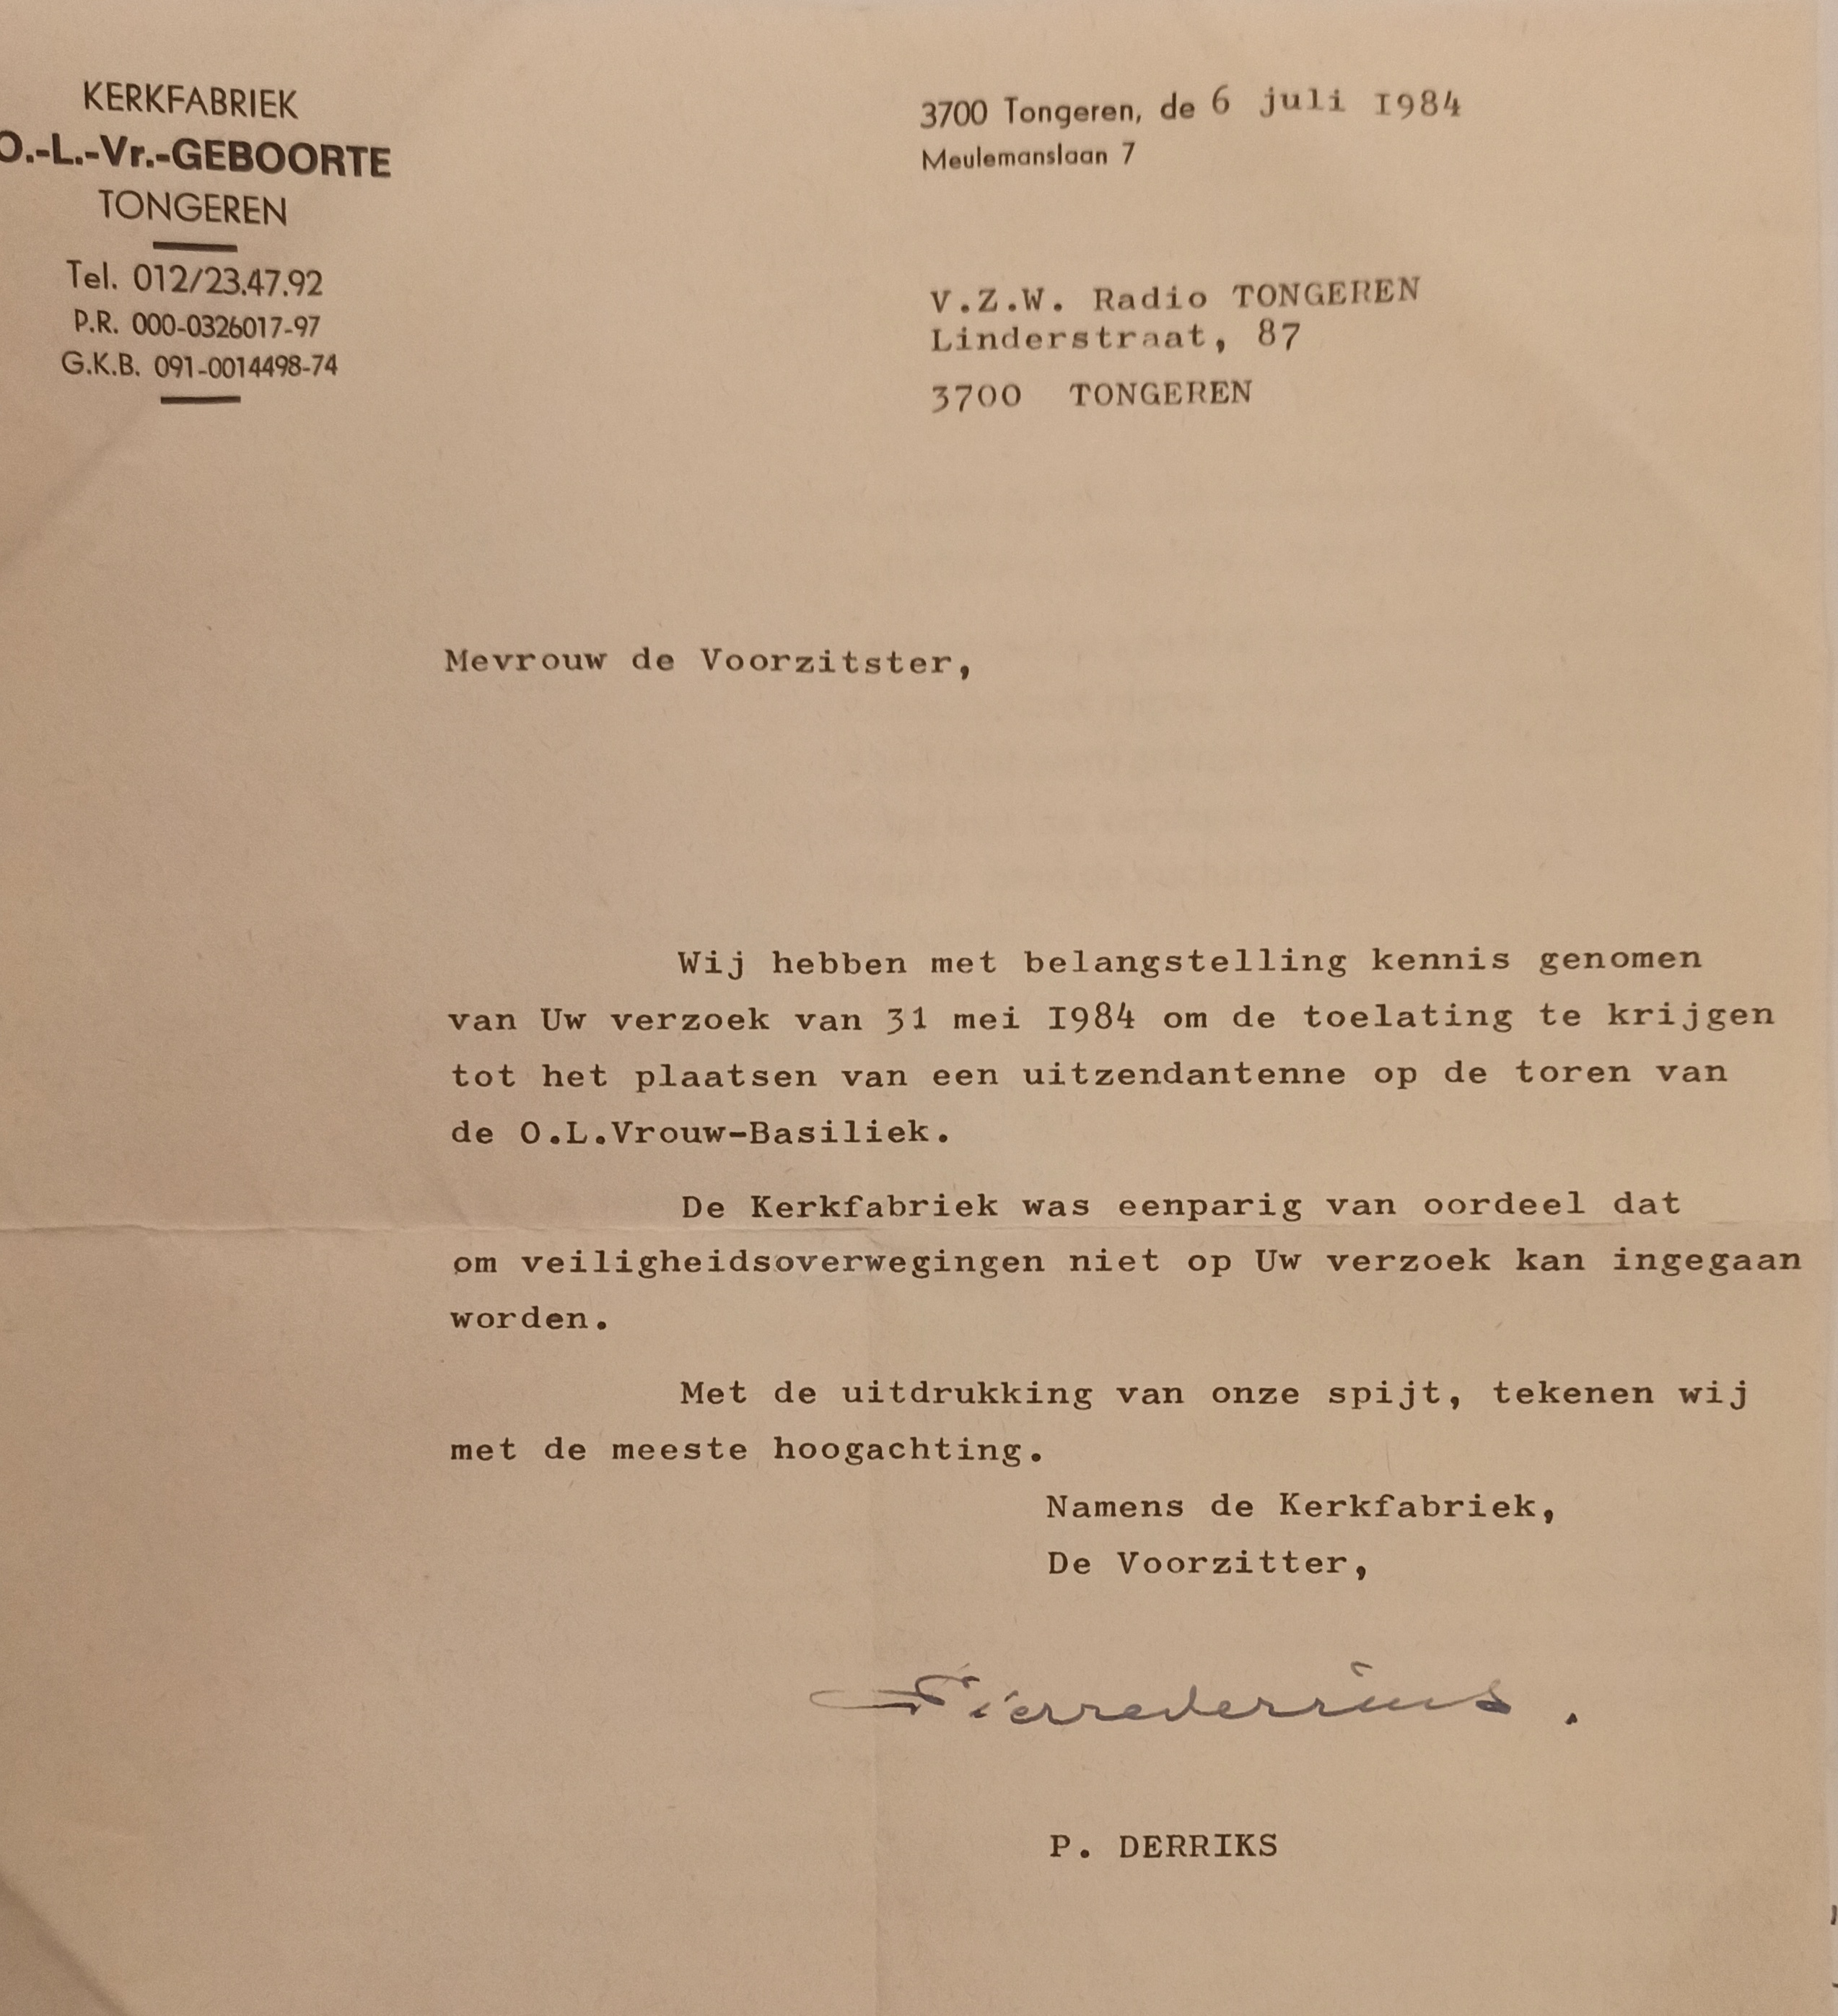 KERKFABRIEK
O.-L.-Vr.-GEBOORTE
TONGEREN
Tel. 012/23.47.92
P.R. 000-0326017-97
G.K.B. 091-0014498-74
3700 Tongeren, de 6 juli I984
Meulemanslaan 7
V.Z.W. Radio TONGEREN
Linderstraat, 87
3700 TONGEREN
Mevrouw de Voorzitster,
Wij hebben met belangstelling kennis genomen
van Uw verzoek van 31 mei I984 om de toelating te krijgen
tot het plaatsen van een uitzendantenne op de toren van
de O.L.Vrouw-Basiliek.
De Kerkfabriek was eenparig van oordeel dat
om veiligheidsoverwegingen niet op Uw verzoek kan ingegaan
worden.
Met de uitdrukking van onze spijt, tekenen wij
met de meeste hoogachting.
Namens de Kerkfabriek,
De Voorzitter,
P. DERRIKS